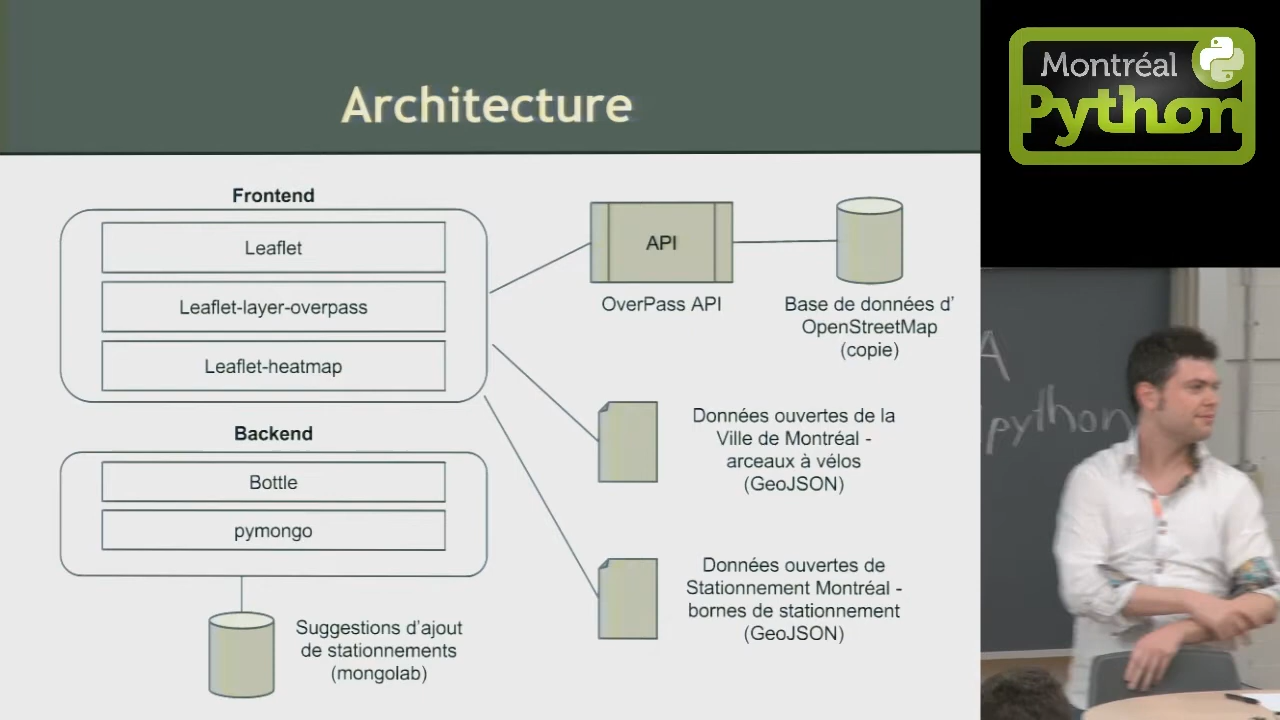 Architecture
Frontend
Leaflet
Leaflet-layer-overpass
Leaflet-heatmap
Backend
Bottle
pymongo
Suggestions d'ajout
de stationnements
(mongolab)
API
OverPass API
Base de données d'
OpenStreetMap
(copie)
Données ouvertes de la
Ville de Montréal -
arceaux à vélos
(GeoJSON)
Données ouvertes de
Stationnement Montréal -
bornes de stationnement
(GeoJSON)
Montréal
Python
A
python